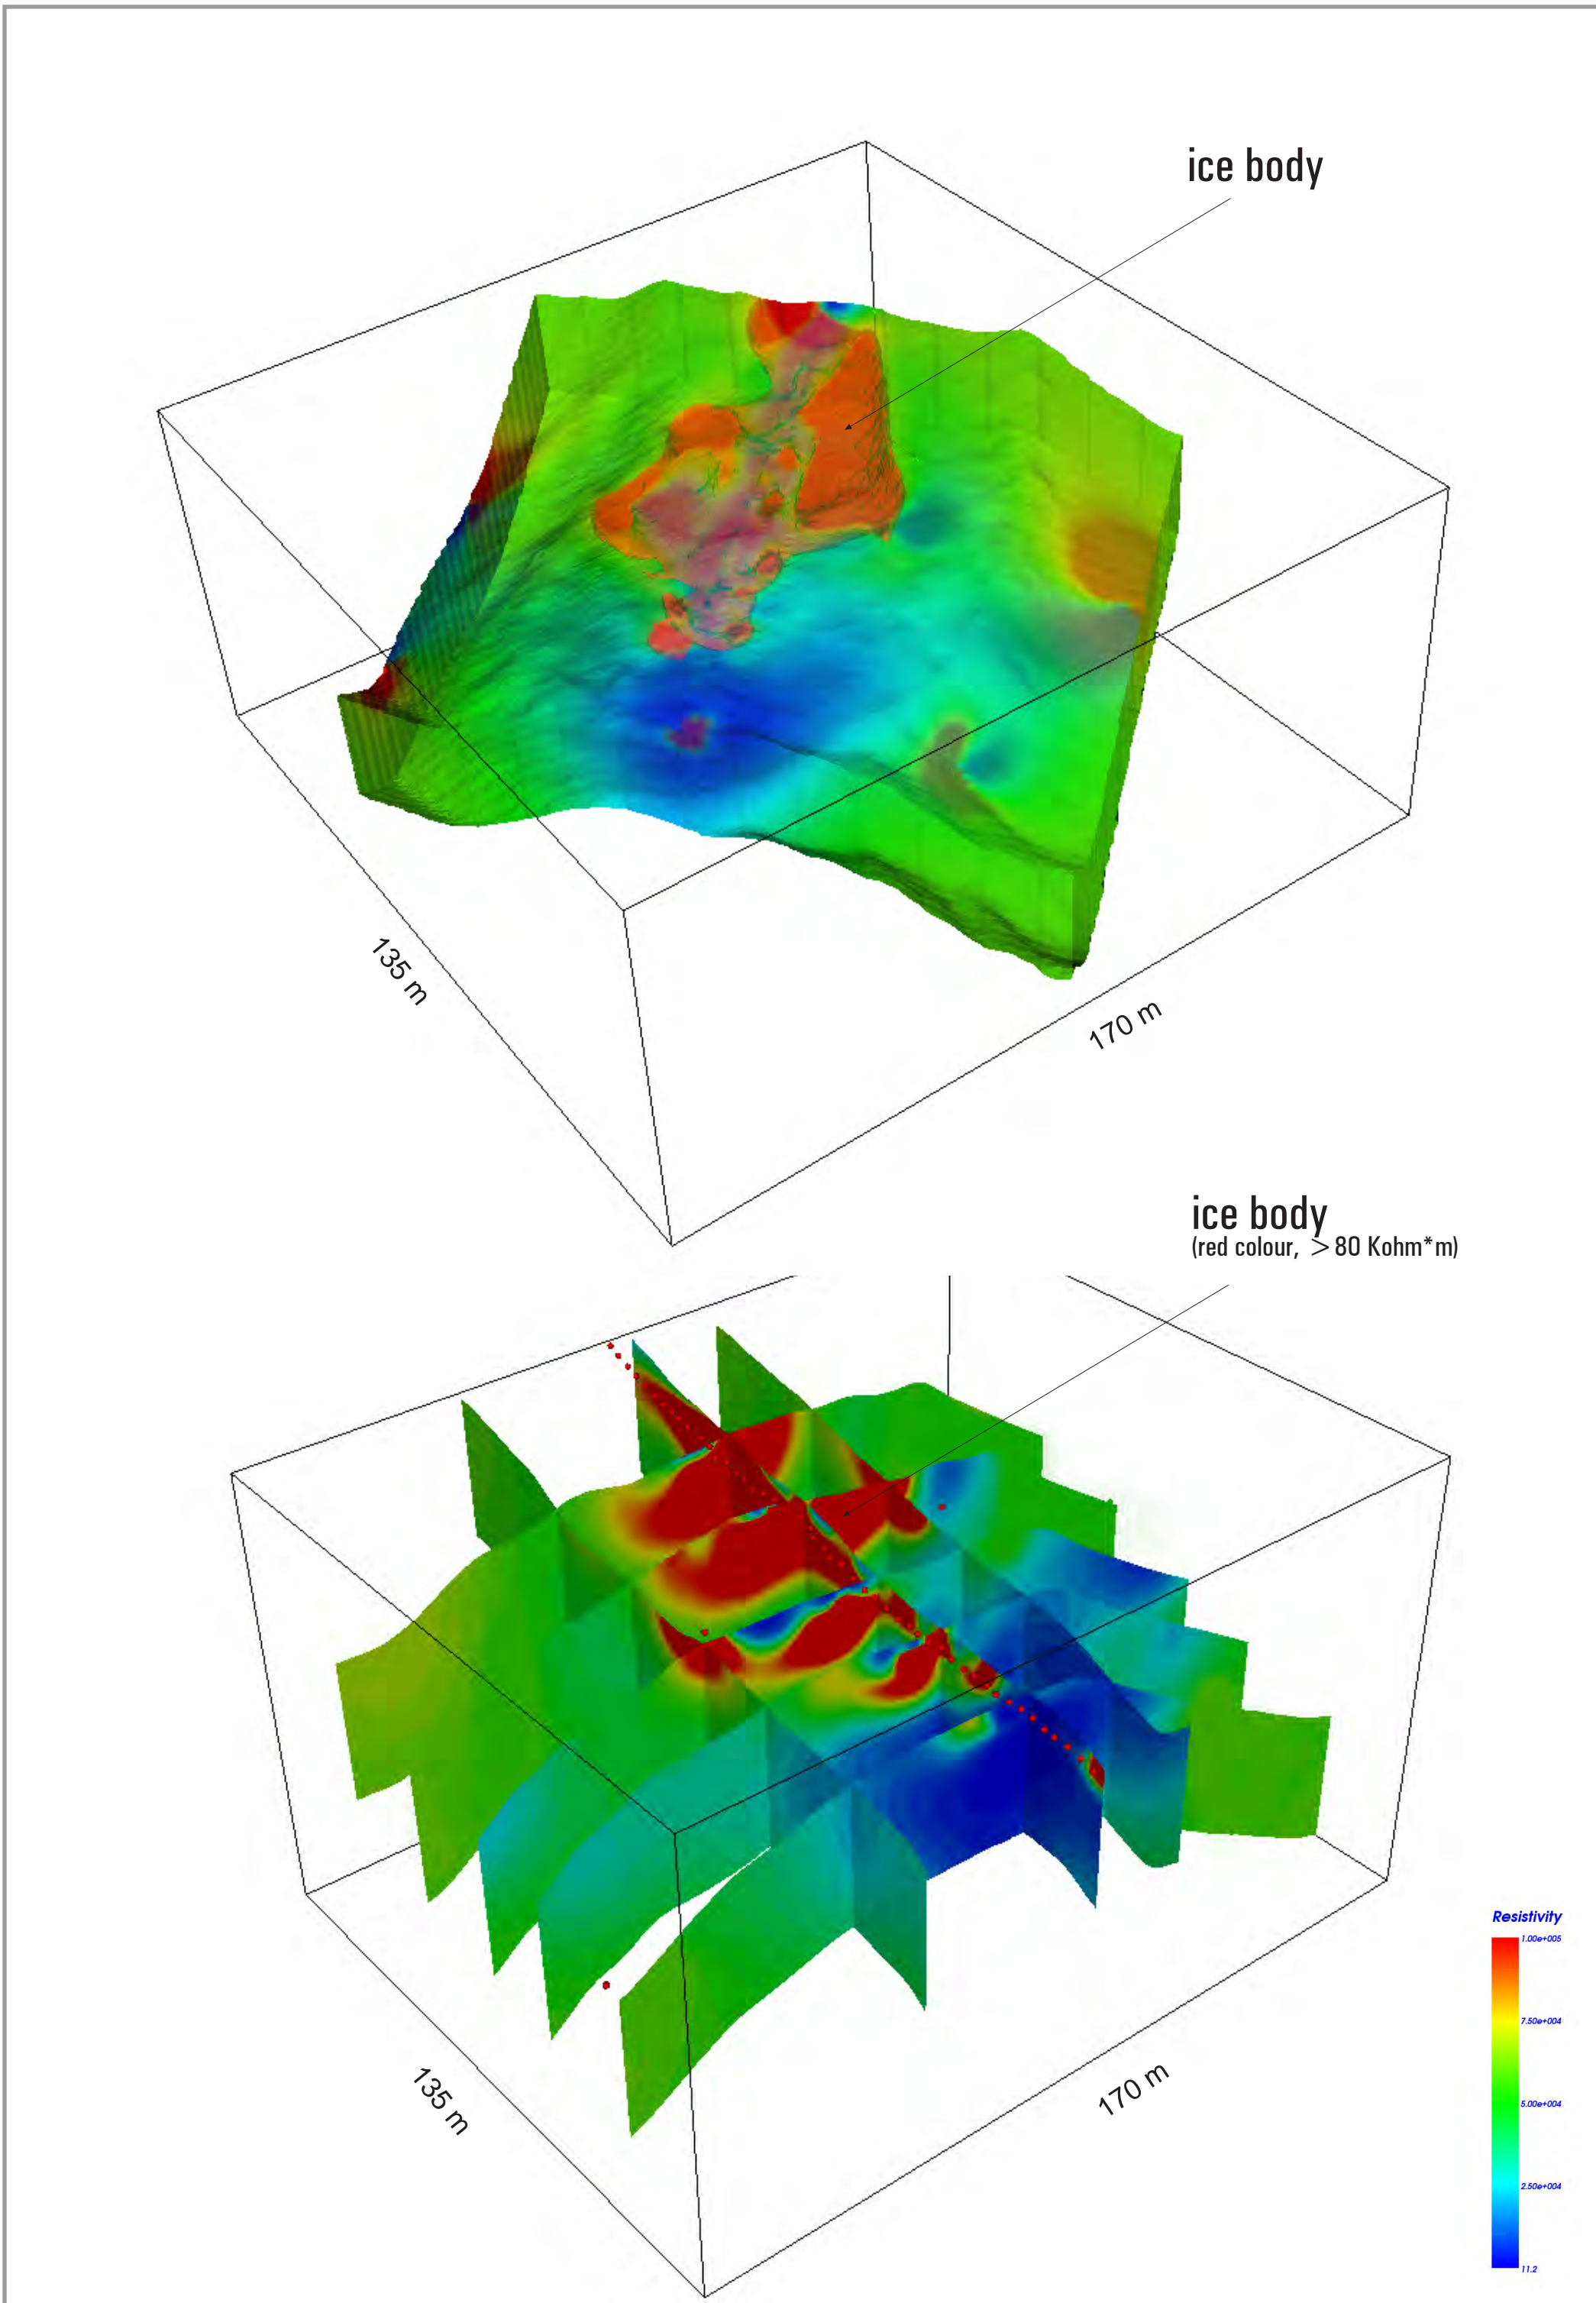 ice body
135 m
170 m
ice body
(red colour, >80 Kohm*m)
135 m
170 m
Resistivity
1.00e+005
7.50e+004
5.00e+004
2.50e+004
11.2